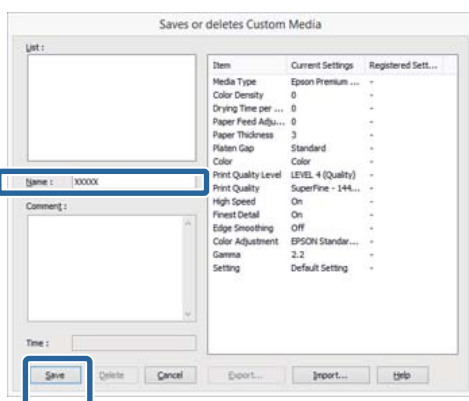 Saves or deletes Custom Media
List :
Name : XXXXX
Comment :
Time :
Item Current Settings Registered Sett...
Media Type Epson Premium ... -
Color Density 0 -
Drying Time per ... 0 -
Paper Feed Adju... 0 -
Paper Thickness 3 -
Platen Gap Standard -
Color Color -
Print Quality Level LEVEL 4 (Quality) -
Print Quality SuperFine - 144... -
High Speed On -
Finest Detail On -
Edge Smoothing Off -
Color Adjustment EPSON Standar... -
Gamma 2.2 -
Setting Default Setting -
Save Delete Cancel Export... Import... Help